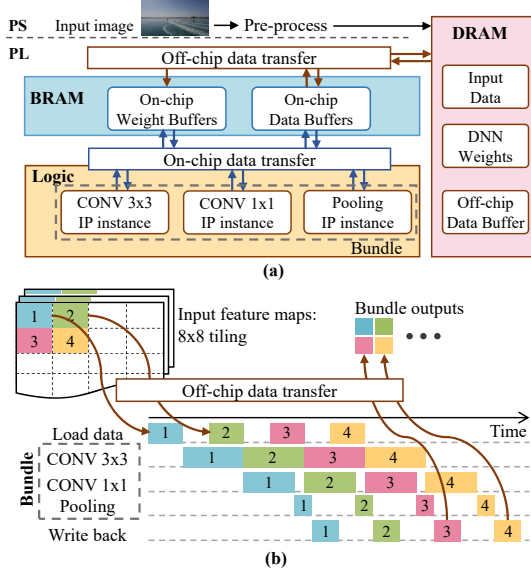 PS
Input image
Pre-process
DRAM
PL
Off-chip data transfer
BRAM
On-chip
Weight Buffers
On-chip
Data Buffers
Input
Data
On-chip data transfer
DNN
Weights
Logic
CONV 3x3
IP instance
CONV 1x1
IP instance
Pooling
IP instance
Off-chip
Data Buffer
Bundle
(a)
1 2
3 4
Input feature maps:
8x8 tiling
Bundle outputs
Off-chip data transfer
Time
Load data 1 2 3 4
Bundle
CONV 3x3 1 2 3 4
CONV 1x1 1 2 3 4
Pooling 1 2 3 4
Write back 1 2 3 4
(b)